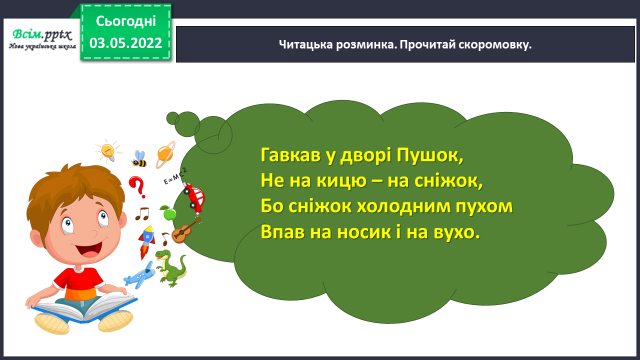 Всім.pptx
Нова українська школа
Сьогодні
03.05.2022
Читацька розминка. Прочитай скоромовку.
Гавкав у дворі Пушок,
Не на кицю – на сніжок,
Бо сніжок холодним пухом
Впав на носик і на вухо.
E=MC2